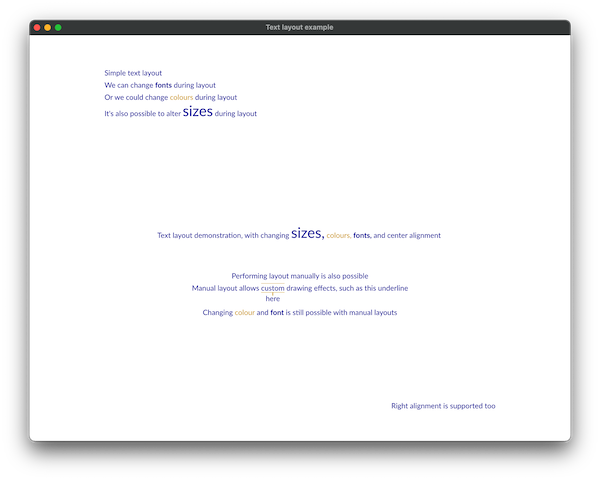 Text layout example
Simple text layout
We can change fonts during layout
Or we could change colours during layout
It's also possible to alter sizes during layout
Text layout demonstration, with changing sizes, colours, fonts, and center alignment
Performing layout manually is also possible
Manual layout allows custom drawing effects, such as this underline
here
Changing colour and font is still possible with manual layouts
Right alignment is supported too